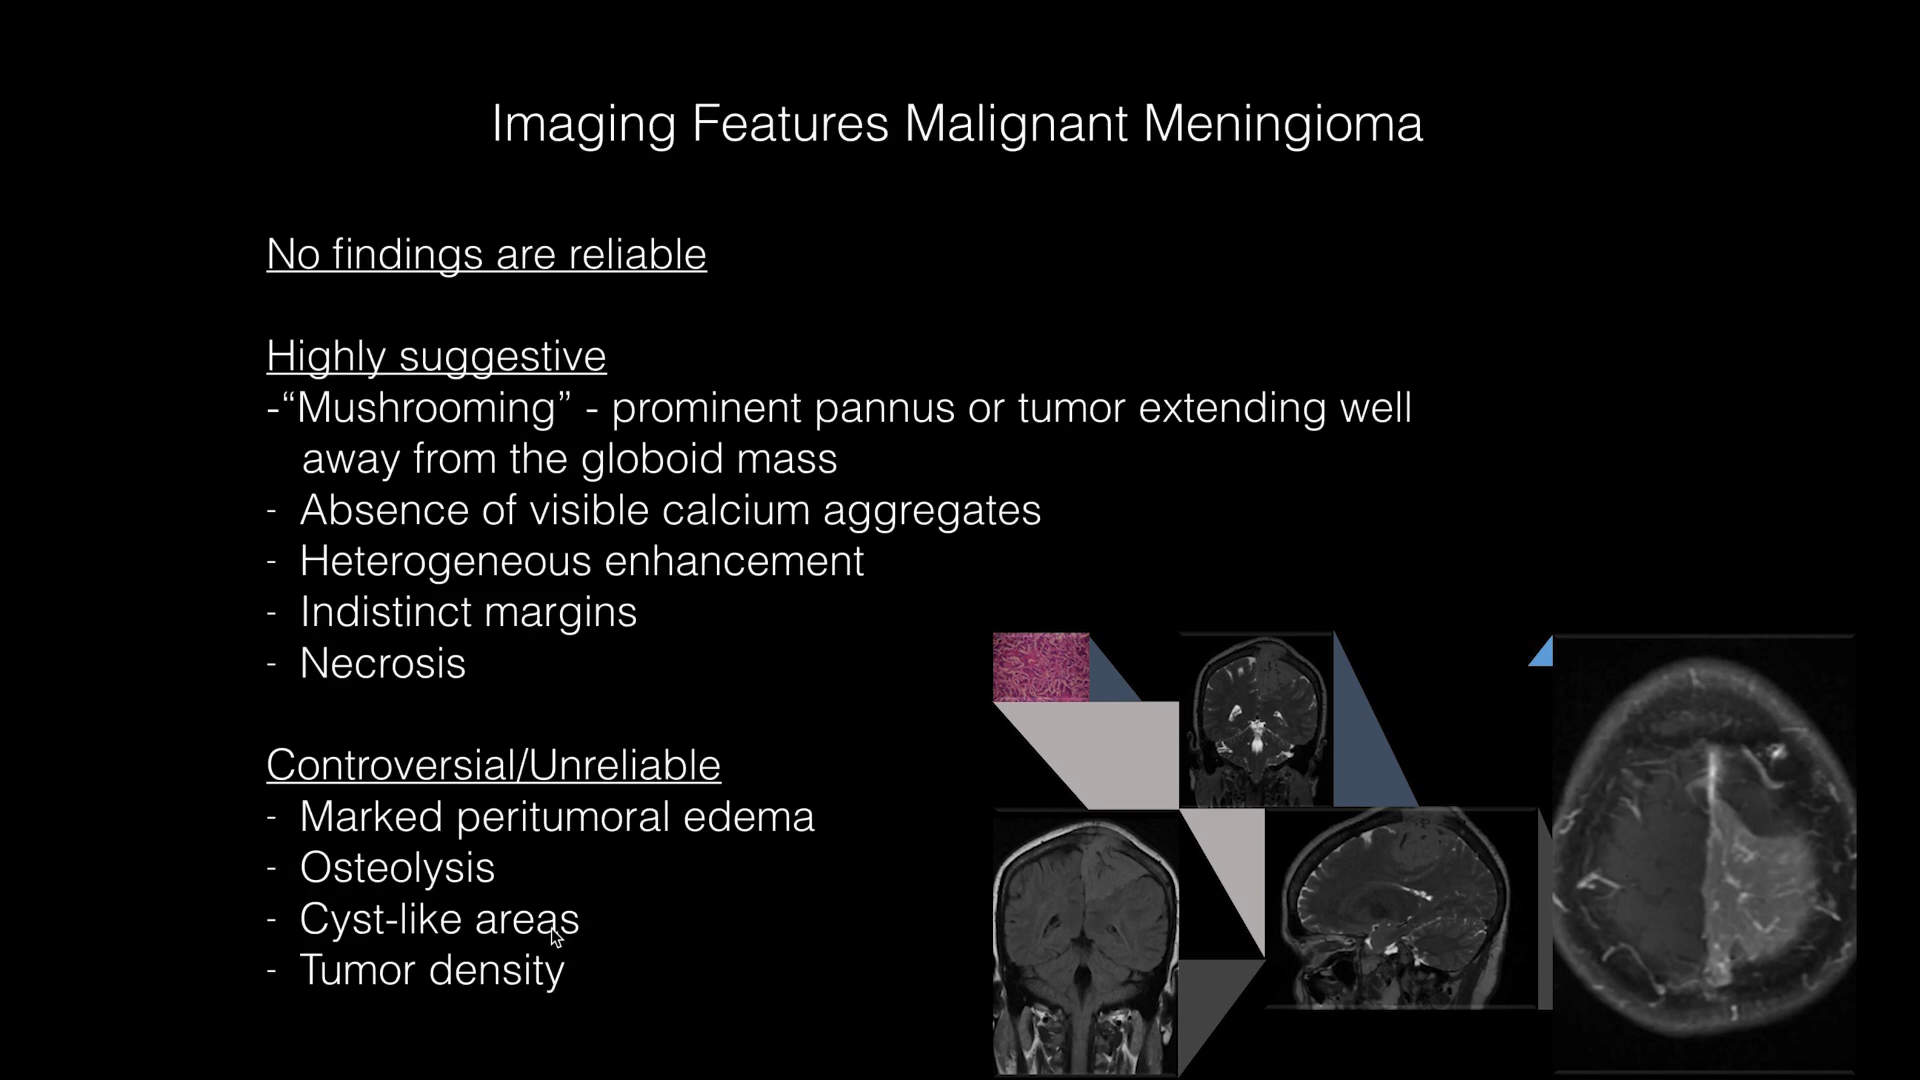 Imaging Features Malignant Meningioma
No findings are reliable
Highly suggestive
-“Mushrooming” - prominent pannus or tumor extending well
away from the globoid mass
- Absence of visible calcium aggregates
- Heterogeneous enhancement
- Indistinct margins
- Necrosis
Controversial/Unreliable
- Marked peritumoral edema
- Osteolysis
- Cyst-like areas
- Tumor density